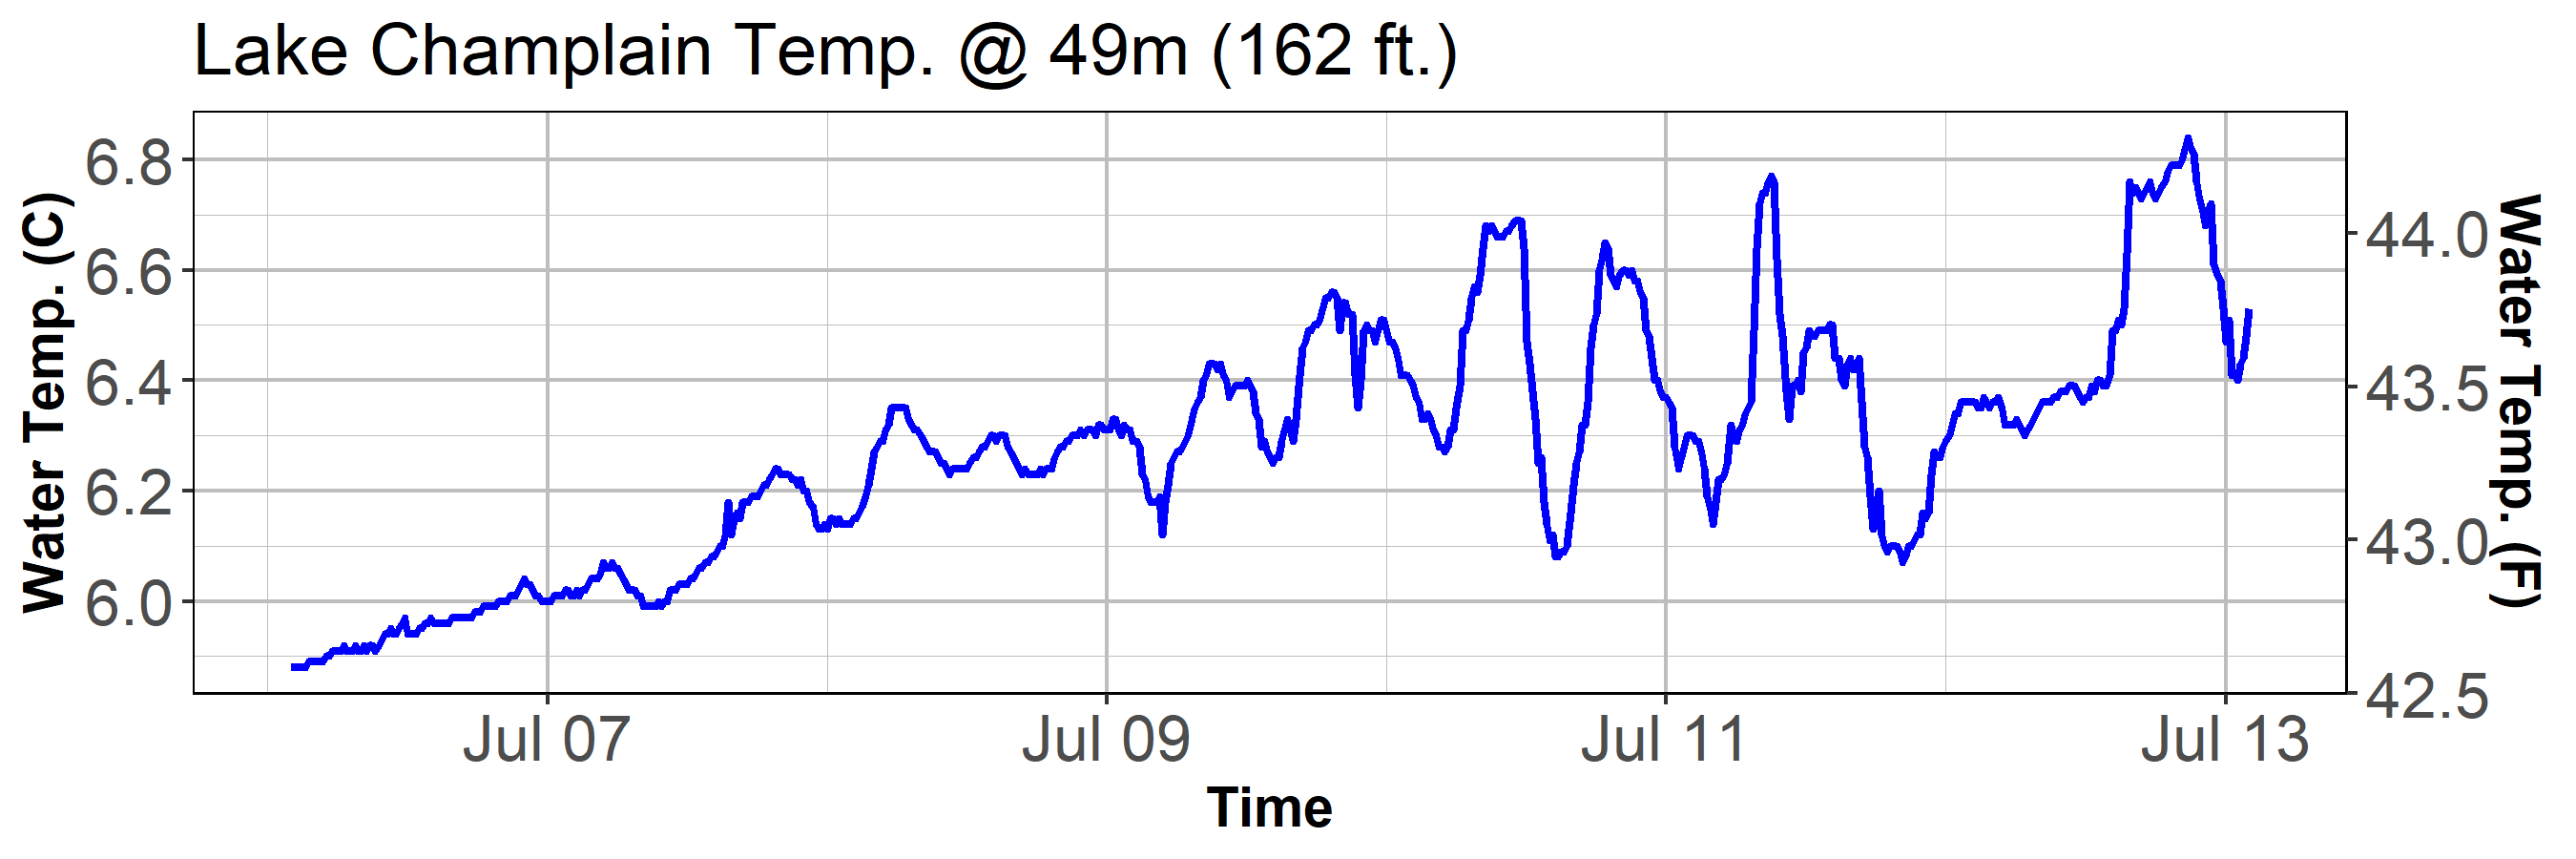 Lake Champlain Temp. @ 49m (162 ft.)
Water Temp. (C)
6.8
6.6
6.4
6.2
6.0
44.0
43.5
43.0
42.5
Water Temp. (F)
Jul 07
Jul 09
Jul 11
Jul 13
Time